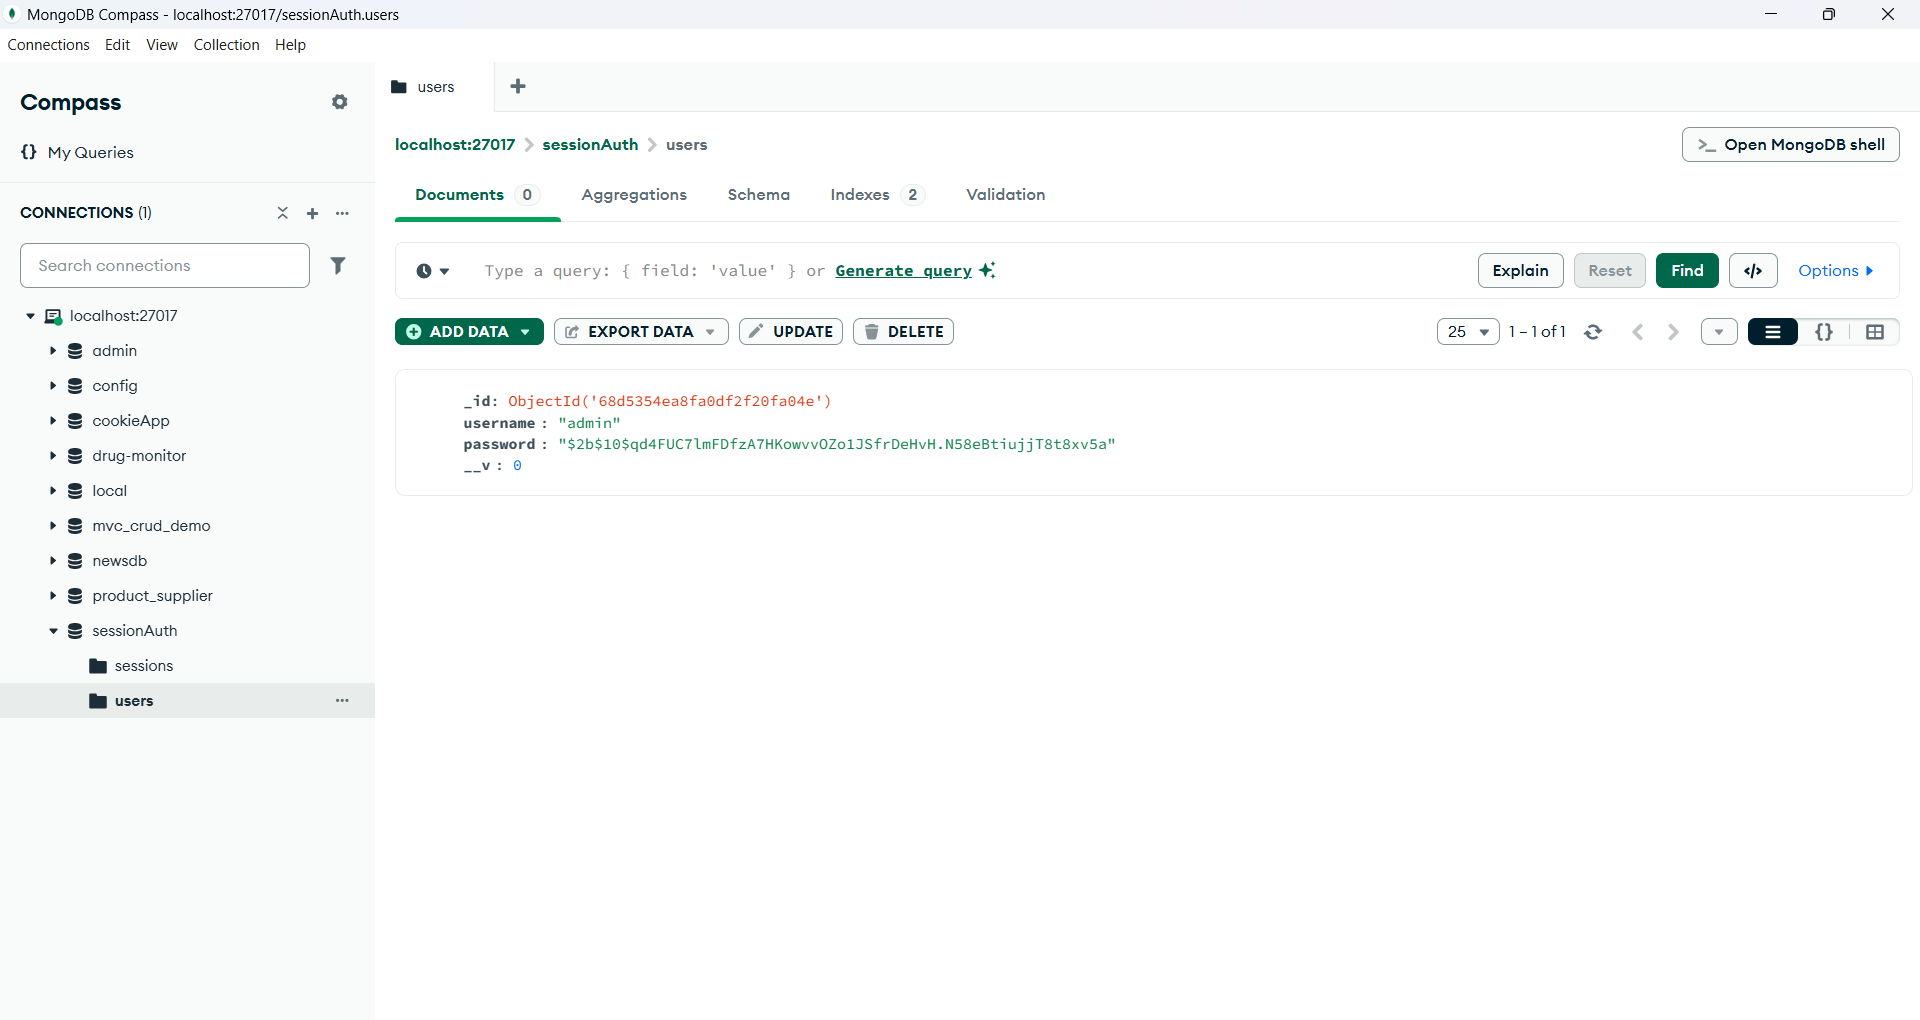 MongoDB Compass - localhost:27017/sessionAuth.users
Connections Edit View Collection Help
Compass
{} My Queries
CONNECTIONS (1)
Search connections
localhost:27017
admin
config
cookieApp
drug-monitor
local
mvc_crud_demo
newsdb
product_supplier
sessionAuth
sessions
users
users
localhost:27017 > sessionAuth > users
>_ Open MongoDB shell
Documents 0 Aggregations Schema Indexes 2 Validation
Type a query: { field: 'value' } or Generate query
Explain Reset Find </> Options
ADD DATA EXPORT DATA UPDATE DELETE
25 1 – 1 of 1 {}
_id: ObjectId('68d5354ea8fa0df2f20fa04e')
username : "admin"
password : "$2b$10$qd4FUC7lmFDfzA7HKowvvOZo1JSfrDeHvH.N58eBtiujjT8t8xv5a"
__v : 0